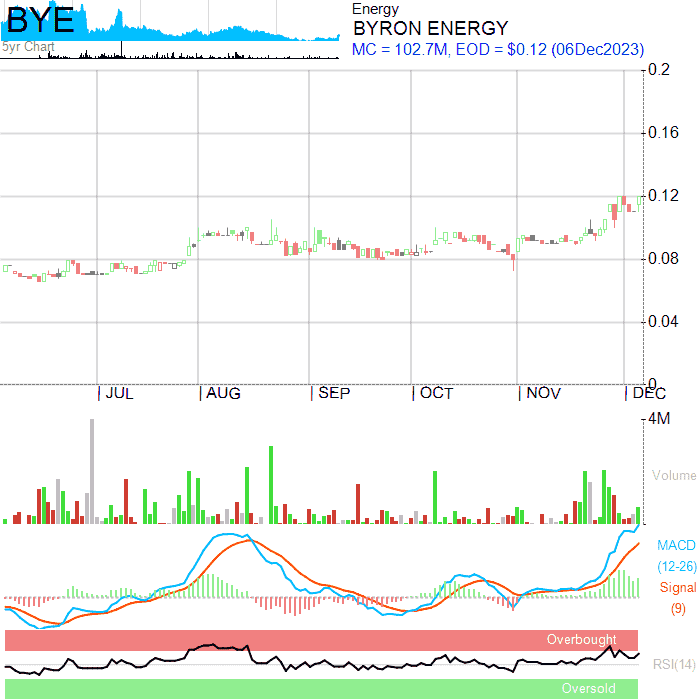 BYE
5yr Chart
Energy
BYRON ENERGY
MC = 102.7M, EOD = $0.12 (06Dec2023)
0.2
0.16
0.12
0.08
0.04
0
JUL AUG SEP OCT NOV DEC
4M
Volume
MACD
(12-26)
Signal
(9)
Overbought
RSI(14)
Oversold